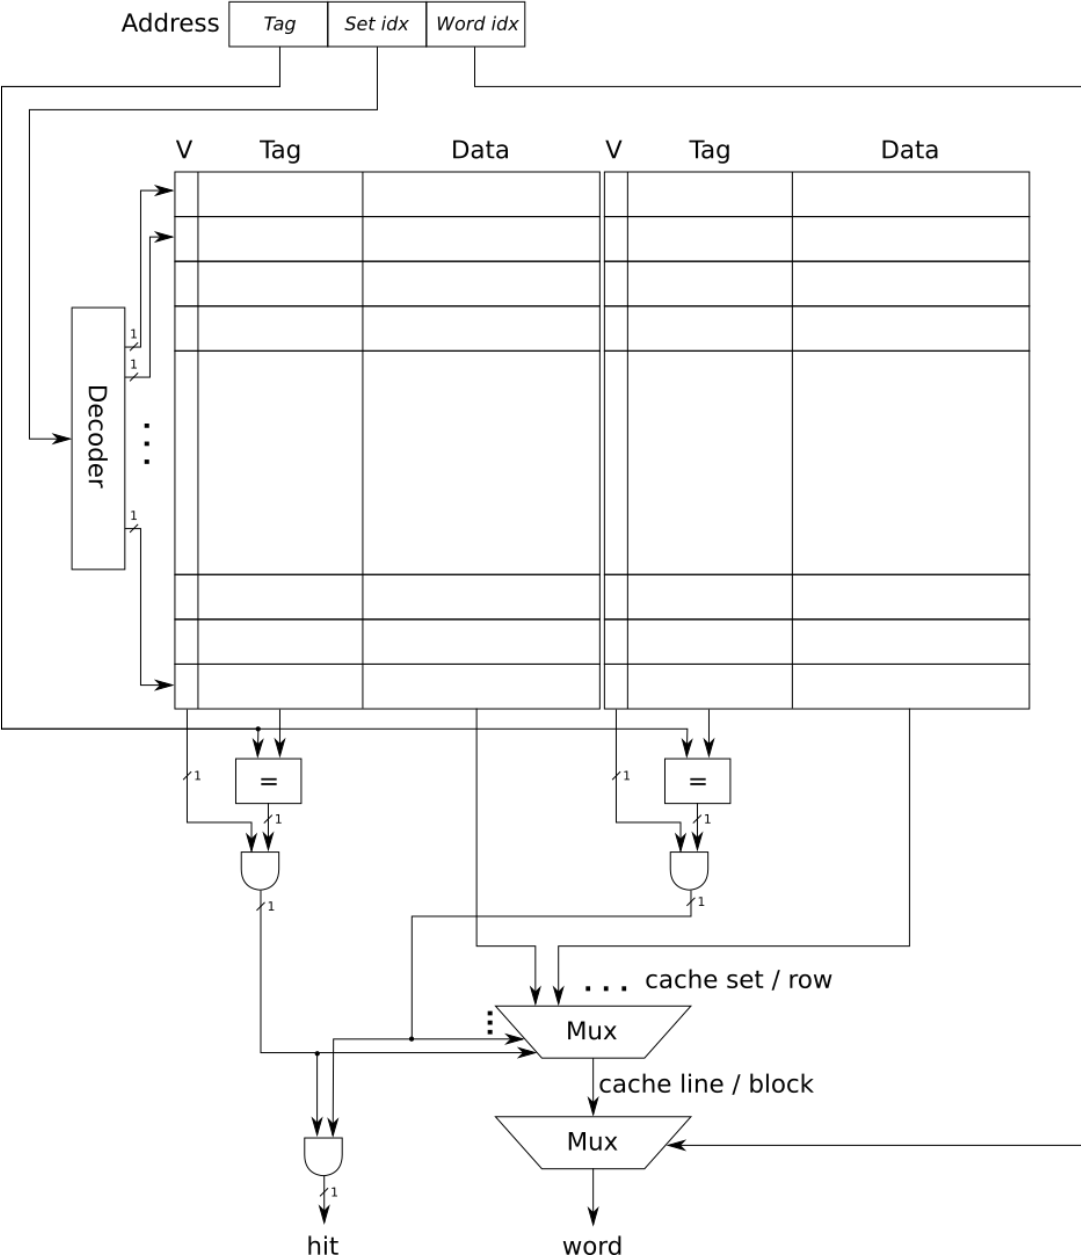 Address Tag Set idx Word idx
V Tag Data V Tag Data
1
1
Decoder
1
= =
1 1
1 1
1 1
. . . cache set / row
Mux
cache line / block
Mux
1
hit word